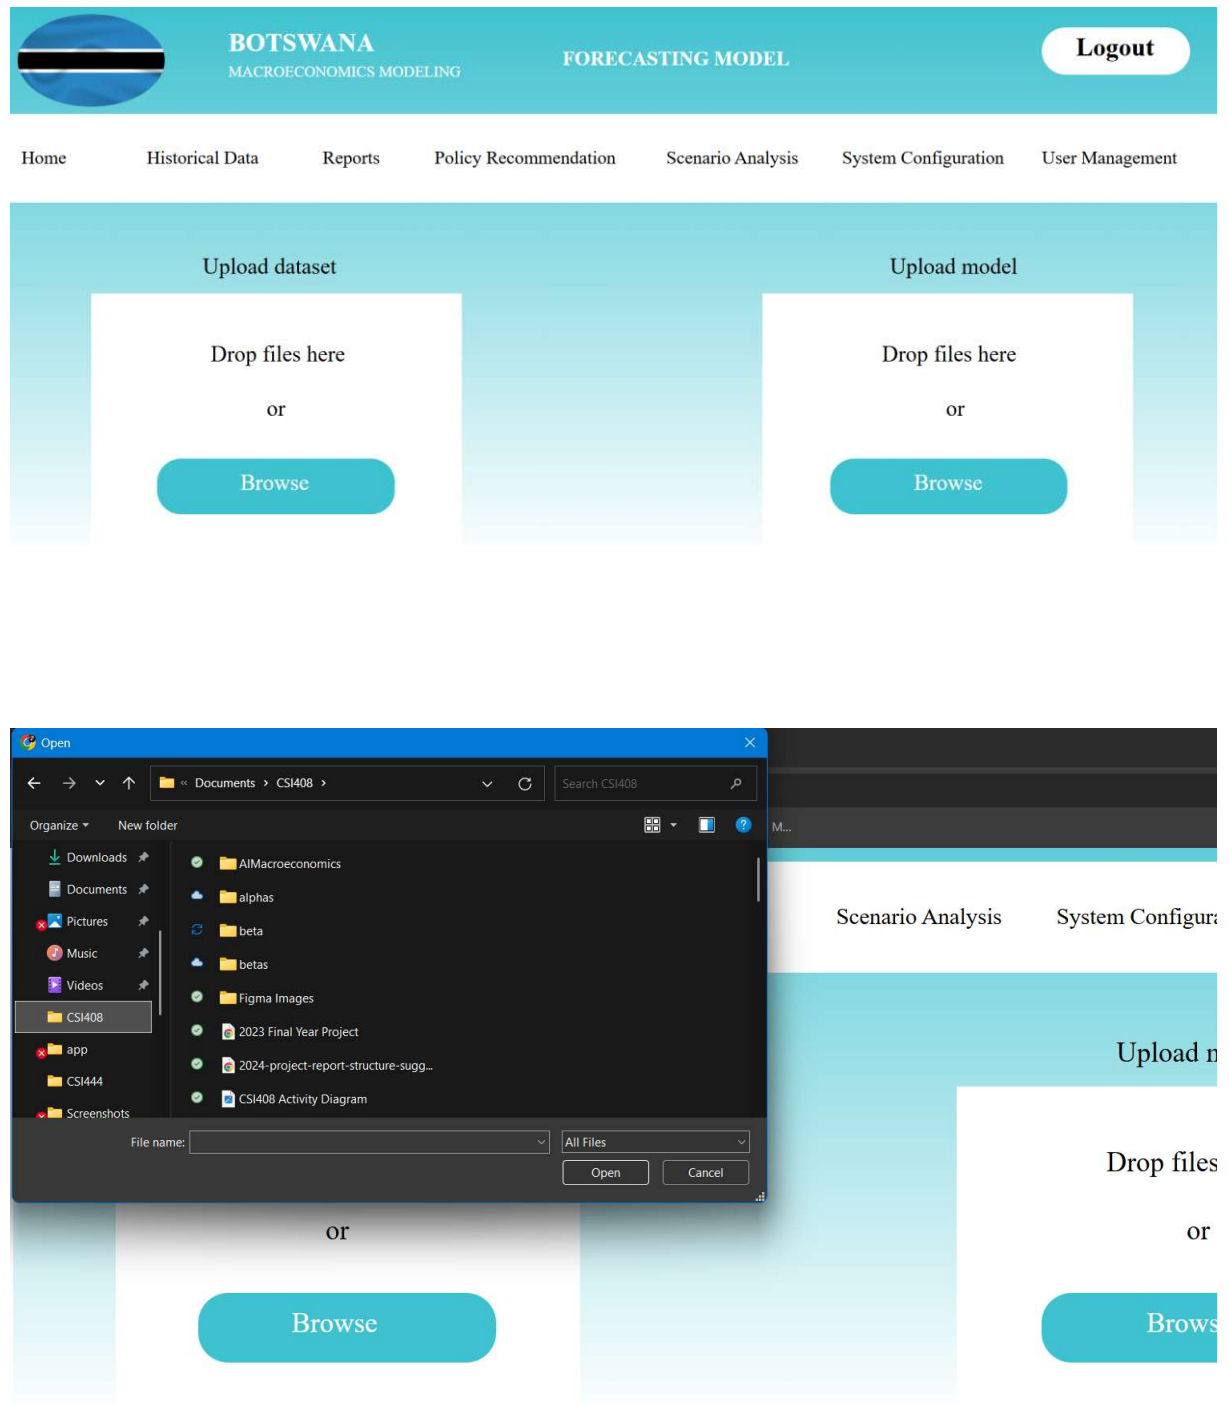 BOTSWANA
MACROECONOMICS MODELING
FORECASTING MODEL
Logout
Home Historical Data Reports Policy Recommendation Scenario Analysis System Configuration User Management
Upload dataset
Drop files here
or
Browse
Upload model
Drop files here
or
Browse
Open
« Documents > CSI408 >
Search CSI408
Organize
New folder
M...
Downloads
Documents
Pictures
Music
Videos
CSI408
app
CSI444
Screenshots
AIMacroeconomics
alphas
beta
betas
Figma Images
2023 Final Year Project
2024-project-report-structure-sugg...
CSI408 Activity Diagram
File name:
All Files
Open
Cancel
Scenario Analysis
System Configura
Upload
Drop files
or
Browse
or
Brows